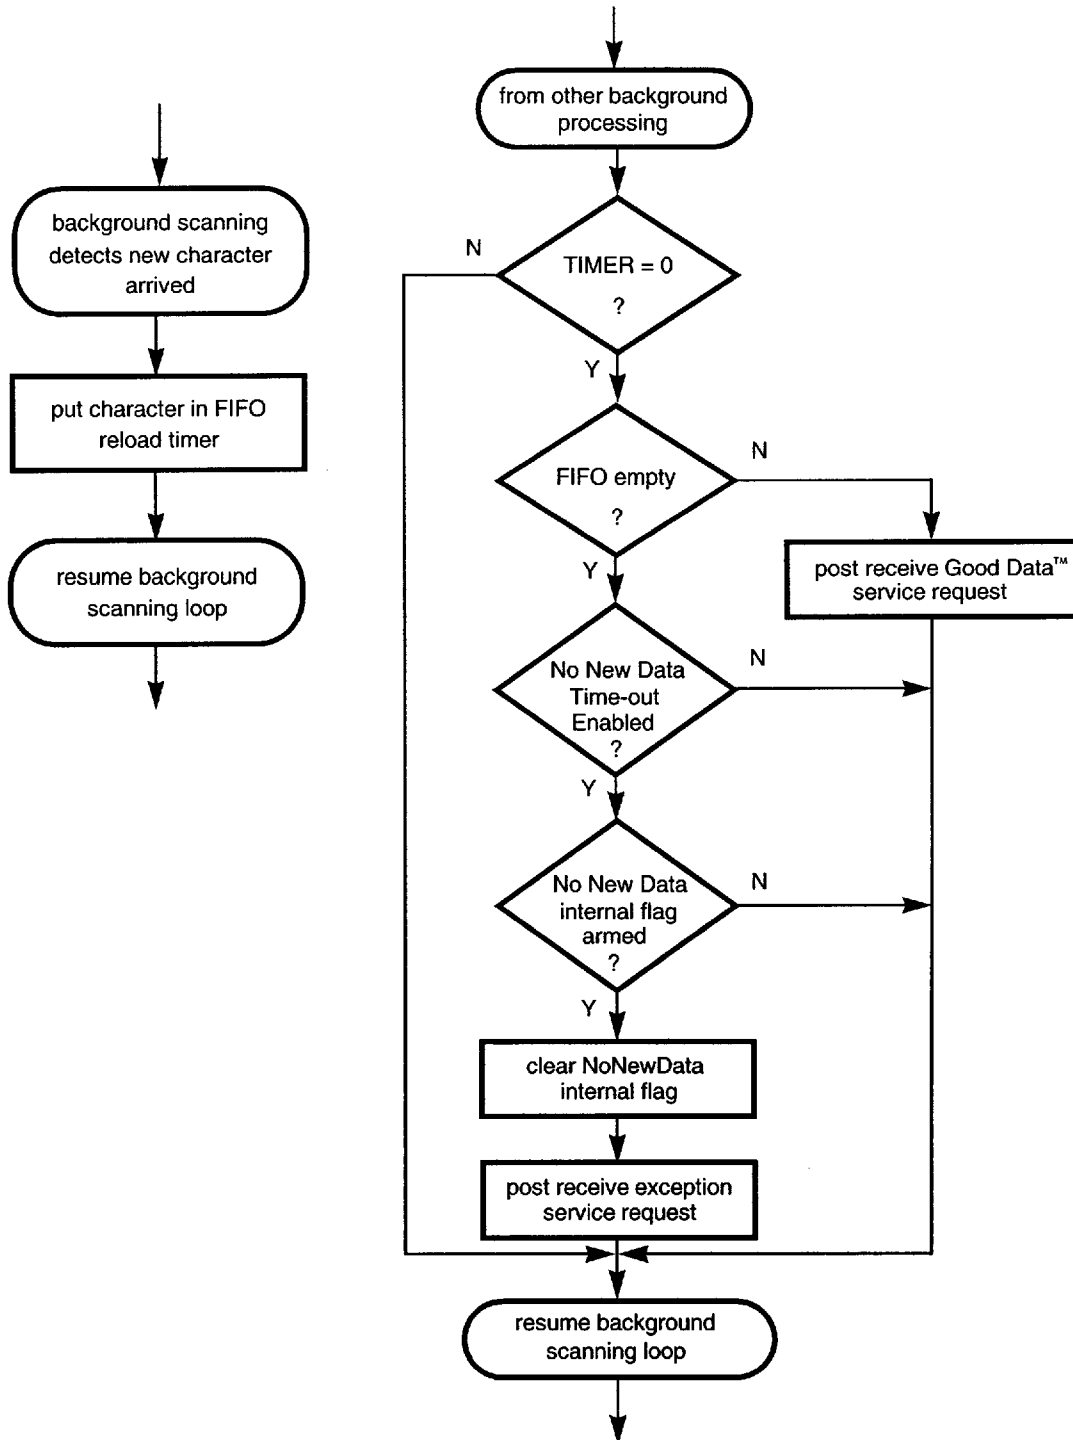 background scanning
detects new character
arrived
put character in FIFO
reload timer
resume background
scanning loop
from other background
processing
N
TIMER = 0
?
Y
FIFO empty
?
N
Y
post receive Good Data™
service request
No New Data
Time-out
Enabled
?
N
Y
No New Data
internal flag
armed
?
N
Y
clear NoNewData
internal flag
post receive exception
service request
resume background
scanning loop